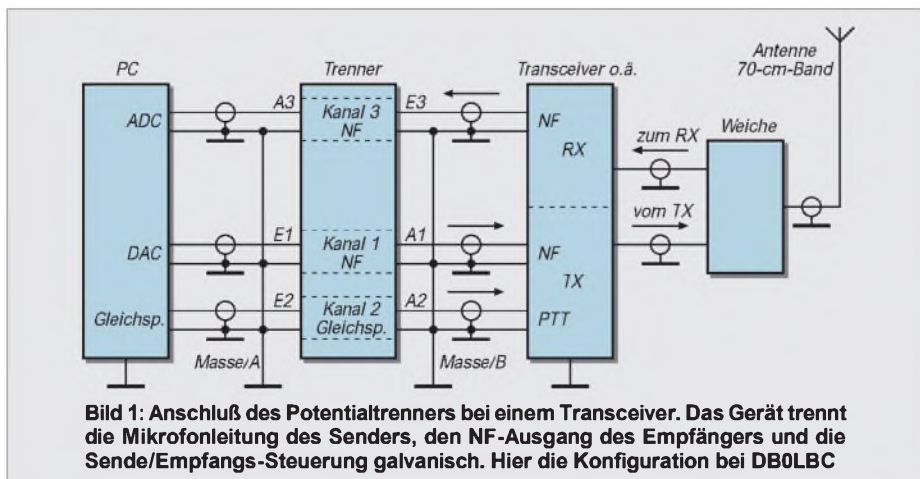 PC
Trenner
Transceiver o.ä.
Antenne
70-cm-Band
Weiche
ADC
A3
Kanal 3
NF
E3
NF
RX
zum RX
DAC
E1
Kanal 1
NF
A1
NF
TX
vom TX
Gleichsp.
E2
Kanal 2
Gleichsp.
A2
PTT
Masse/A
Masse/B
Bild 1: Anschluß des Potentialtrenners bei einem Transceiver. Das Gerät trennt
die Mikrofonleitung des Senders, den NF-Ausgang des Empfängers und die
Sende/Empfangs-Steuerung galvanisch. Hier die Konfiguration bei DB0LBC